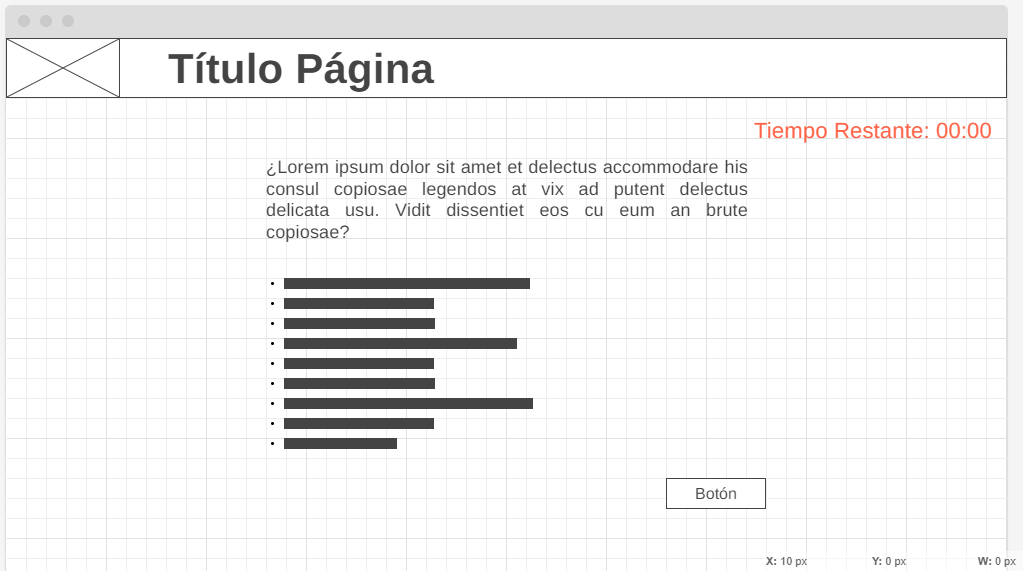 Título Página
Tiempo Restante: 00:00
¿Lorem ipsum dolor sit amet et delectus accommodare his
consul copiosae legendos at vix ad putent delectus
delicata usu. Vidit dissentiet eos cu eum an brute
copiosae?
Botón
X: 10 px Y: 0 px W: 0 px